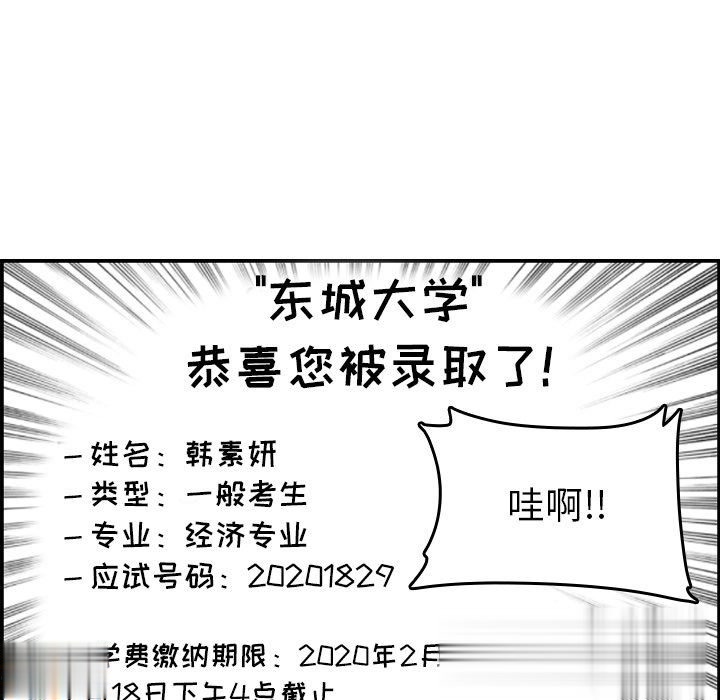 "东城大学"
恭喜您被录取了!
- 姓名: 韩素妍
- 类型: 一般考生
- 专业: 经济专业
- 应试号码: 20201829
哇啊!!
学费缴纳期限: 2020年2月
18日下午4点截止